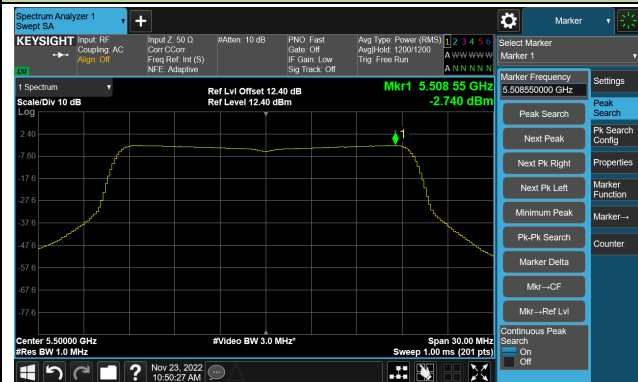 Spectrum Analyzer 1
Swept SA
Marker
KEYSIGHT
Input: RF
Coupling: AC
Align: Off
Input Z: 50 Ω
Corr CCorr
Freq Ref: Int (S)
NFE: Adaptive
#Atten: 10 dB
PNO: Fast
Gate: Off
IF Gain: Low
Sig Track: Off
Avg Type: Power (RMS)
Avg|Hold: 1200/1200
Trig: Free Run
1 2 3 4 5 6
A W W W W W
A N N N N N
LXI
Select Marker
Marker 1
1 Spectrum
Scale/Div 10 dB
Log
Ref Lvl Offset 12.40 dB
Ref Level 12.40 dBm
Mkr1 5.508 55 GHz
-2.740 dBm
1
2.40
-7.60
-17.6
-27.6
-37.6
-47.6
-57.6
-67.6
-77.6
Center 5.50000 GHz
#Res BW 1.0 MHz
#Video BW 3.0 MHz*
Span 30.00 MHz
Sweep 1.00 ms (201 pts)
Marker Frequency
5.508550000 GHz
Peak Search
Next Peak
Next Pk Right
Next Pk Left
Minimum Peak
Pk-Pk Search
Marker Delta
Mkr→CF
Mkr→Ref Lvl
Continuous Peak
Search
On
Off
Settings
Peak
Search
Pk Search
Config
Properties
Marker
Function
Marker→
Counter
?
Nov 23, 2022
10:50:27 AM